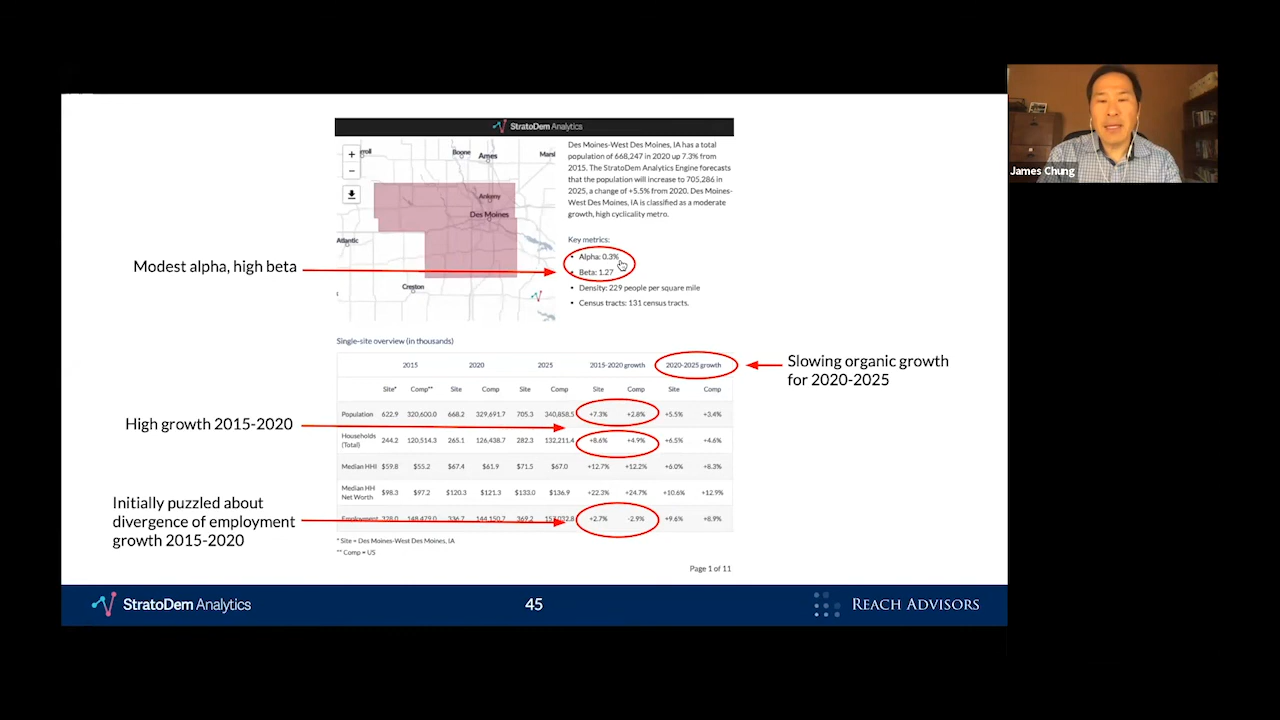 StratoDem Analytics
+
−
Boone
Ames
Ankeny
Des Moines
Atlantic
Creston
Des Moines-West Des Moines, IA has a total
population of 668,247 in 2020 up 7.3% from
2015. The StratoDem Analytics Engine forecasts
that the population will increase to 705,286 in
2025, a change of +5.5% from 2020. Des Moines-
West Des Moines, IA is classified as a moderate
growth, high cyclicality metro.
Key metrics:
• Alpha: 0.3%
• Beta: 1.27
• Density: 229 people per square mile
• Census tracts: 131 census tracts.
Modest alpha, high beta
Single-site overview (in thousands)
2015 2020 2025 2015-2020 growth 2020-2025 growth
Site* Comp** Site Comp Site Comp Site Comp Site Comp
Population 622.9 320,600.0 668.2 329,691.7 705.3 340,858.5 +7.3% +2.8% +5.5% +3.4%
Households
(Total) 244.2 120,514.3 265.1 126,438.7 282.3 132,211.4 +8.6% +4.9% +6.5% +4.6%
Median HHI $59.8 $55.2 $67.4 $61.9 $71.5 $67.0 +12.7% +12.2% +6.0% +8.3%
Median HH
Net Worth $98.3 $97.2 $120.3 $121.3 $133.0 $136.9 +22.3% +24.7% +10.6% +12.9%
Employment 328.0 148,479.0 336.7 144,150.7 369.2 +2.7% -2.9% +9.6% +8.9%
* Site = Des Moines-West Des Moines, IA
** Comp = US
Page 1 of 11
Slowing organic growth
for 2020-2025
High growth 2015-2020
Initially puzzled about
divergence of employment
growth 2015-2020
StratoDem Analytics
45
REACH ADVISORS
James Chung